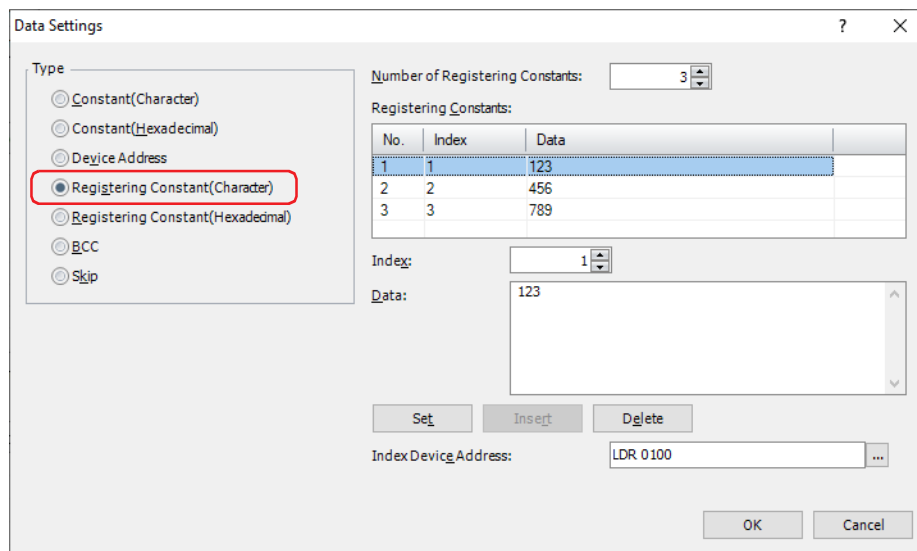 Data Settings
?
Type
Constant(Character)
Constant(Hexadecimal)
Device Address
Registering Constant(Character)
Registering Constant(Hexadecimal)
BCC
Skip
Number of Registering Constants: 3
Registering Constants:
No. Index Data
1 1 123
2 2 456
3 3 789
Index: 1
Data: 123
Set Insert Delete
Index Device Address: LDR 0100 ...
OK Cancel